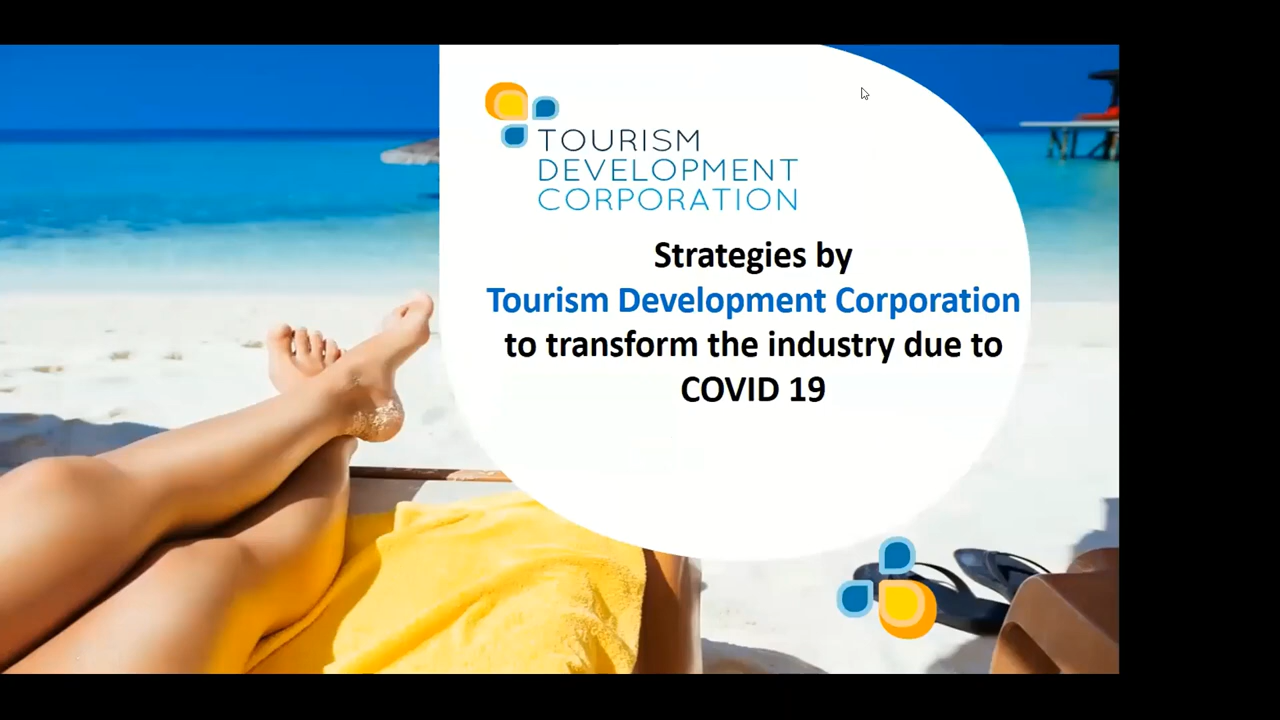 TOURISM
DEVELOPMENT
CORPORATION
Strategies by
Tourism Development Corporation
to transform the industry due to
COVID 19